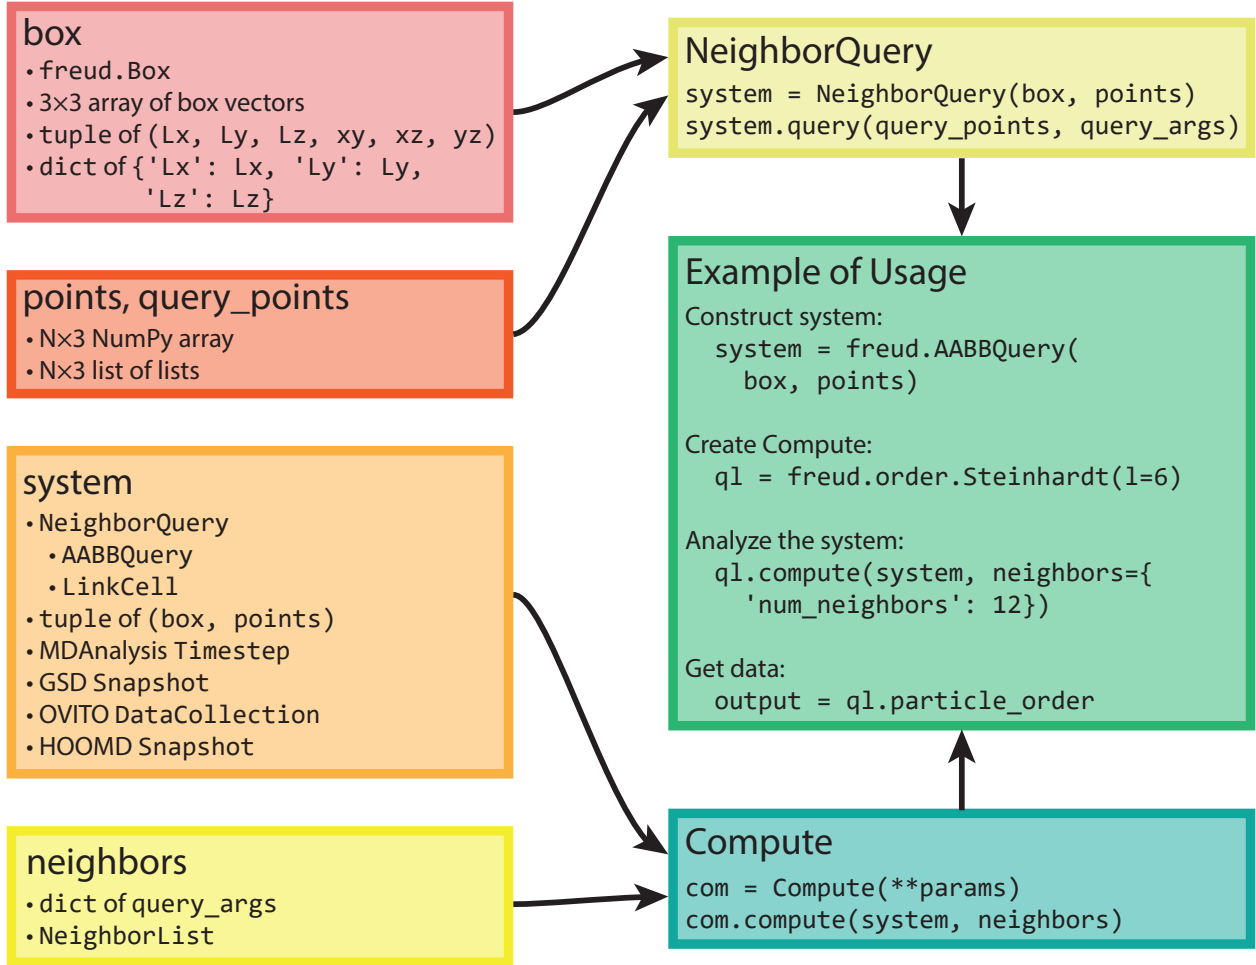 box
• freud.Box
• 3×3 array of box vectors
• tuple of (Lx, Ly, Lz, xy, xz, yz)
• dict of {'Lx': Lx, 'Ly': Ly,
'Lz': Lz}
points, query_points
• N×3 NumPy array
• N×3 list of lists
system
• NeighborQuery
• AABBQuery
• LinkCell
• tuple of (box, points)
• MDAnalysis Timestep
• GSD Snapshot
• OVITO DataCollection
• HOOMD Snapshot
neighbors
• dict of query_args
• NeighborList
NeighborQuery
system = NeighborQuery(box, points)
system.query(query_points, query_args)
Example of Usage
Construct system:
system = freud.AABBQuery(
box, points)
Create Compute:
ql = freud.order.Steinhardt(l=6)
Analyze the system:
ql.compute(system, neighbors={
'num_neighbors': 12})
Get data:
output = ql.particle_order
Compute
com = Compute(**params)
com.compute(system, neighbors)